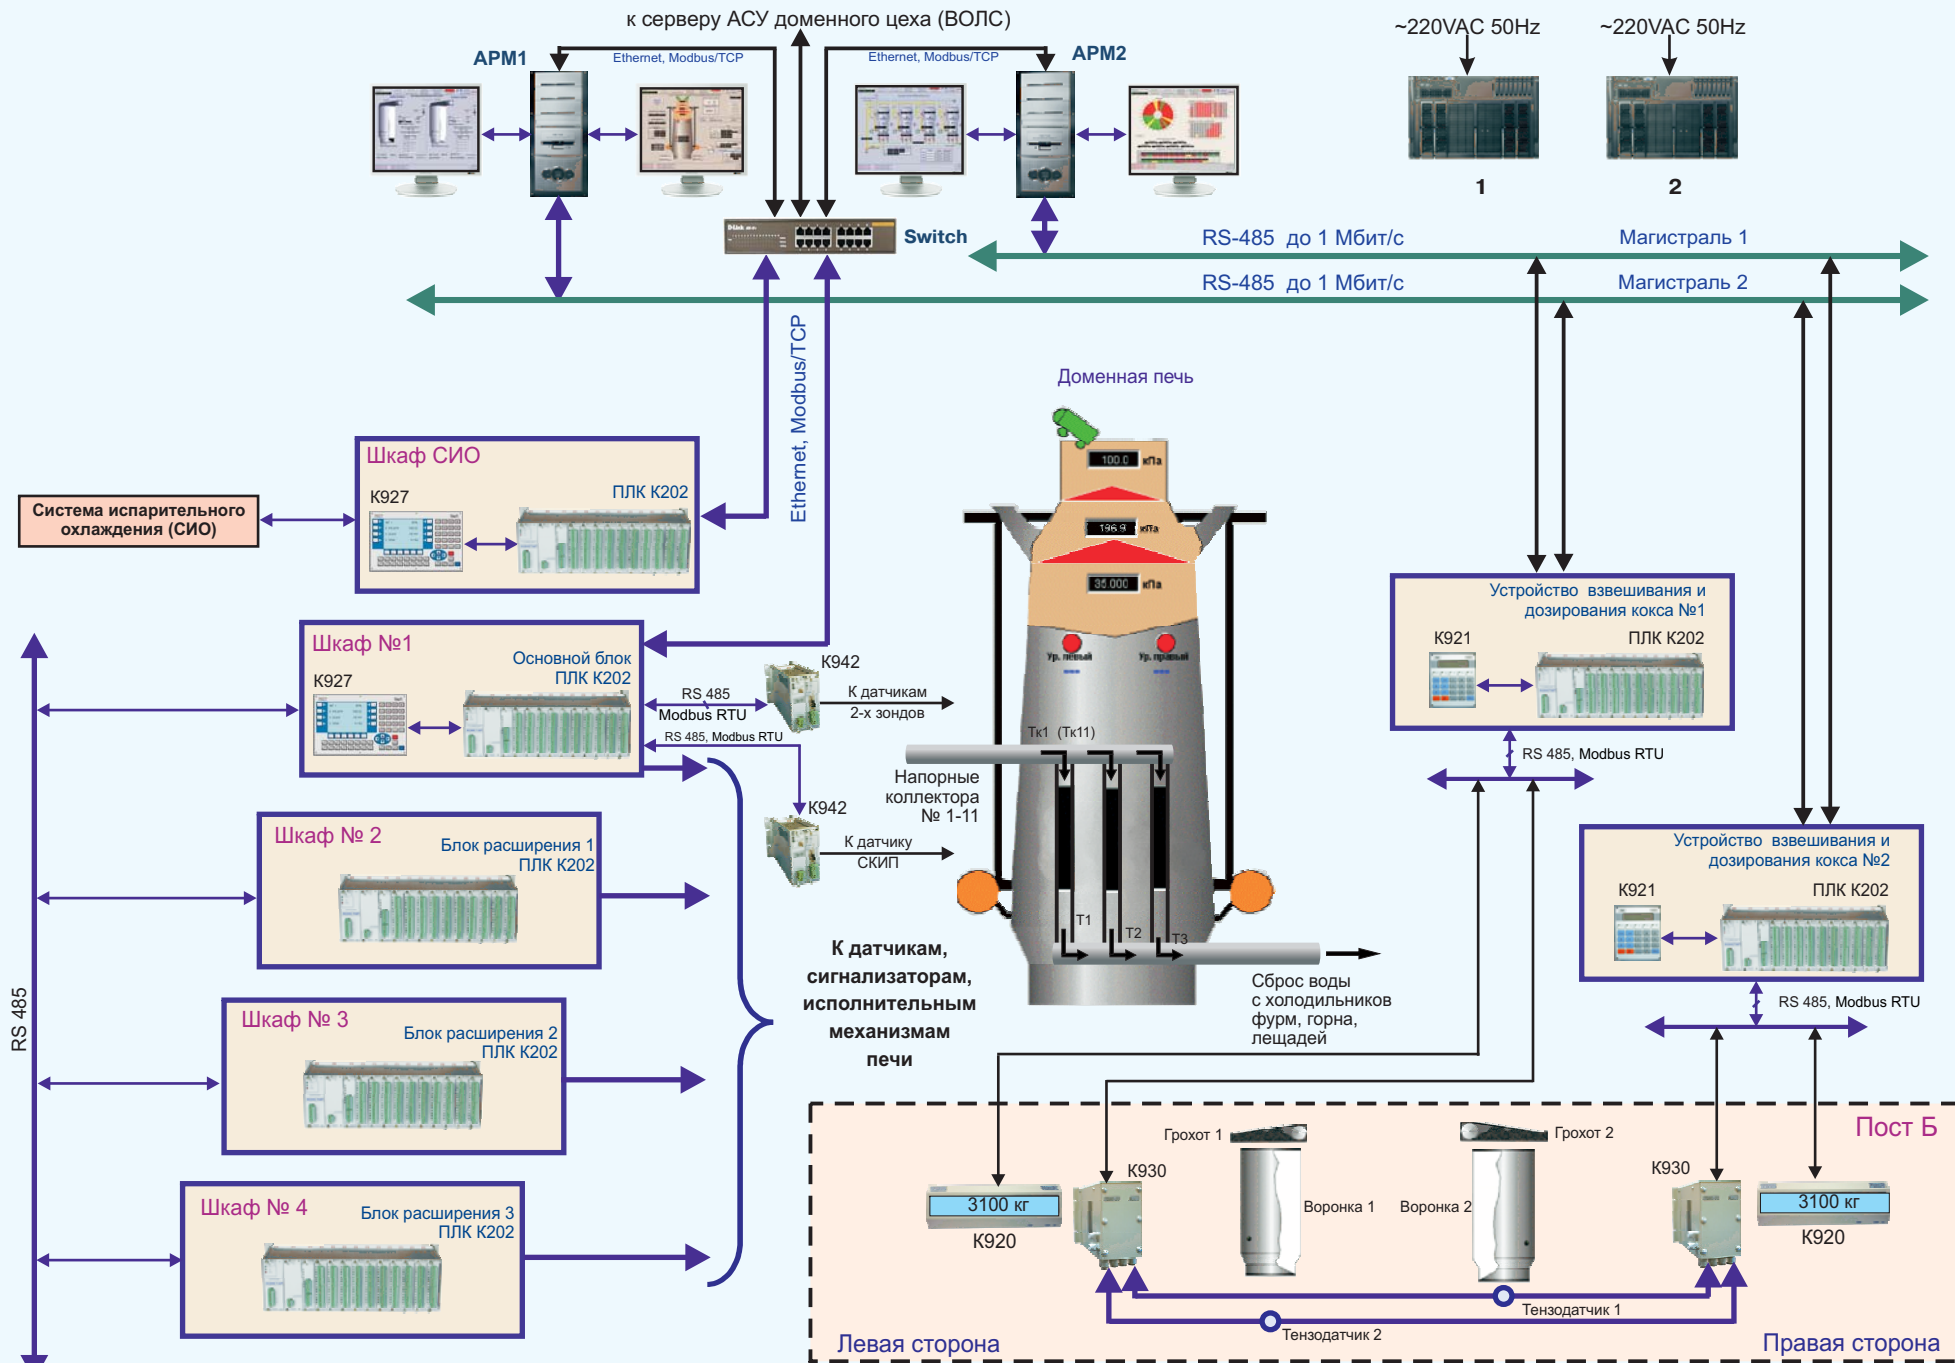 к серверу АСУ доменного цеха (ВОЛС)
~220VAC 50Hz
~220VAC 50Hz
АРМ1
Ethernet, Modbus/TCP
Ethernet, Modbus/TCP
АРМ2
1
2
D-Link
Switch
RS-485 до 1 Мбит/с
Магистраль 1
RS-485 до 1 Мбит/с
Магистраль 2
Ethernet, Modbus/TCP
Доменная печь
100.0 кПа
196.9 кПа
35.000 кПа
Ур. левый
Ур. правый
Шкаф СИО
К927
ПЛК К202
Система испарительного
охлаждения (СИО)
Шкаф №1
К927
Основной блок
ПЛК К202
RS 485
Modbus RTU
К942
К датчикам
2-х зондов
RS 485, Modbus RTU
К942
К датчику
СКИП
Тк1 (Тк11)
Напорные
коллектора
№ 1-11
Т1
Т2
Т3
Сброс воды
с холодильников
фурм, горна,
лещадей
Шкаф № 2
Блок расширения 1
ПЛК К202
Шкаф № 3
Блок расширения 2
ПЛК К202
Шкаф № 4
Блок расширения 3
ПЛК К202
RS 485
К датчикам,
сигнализаторам,
исполнительным
механизмам
печи
Устройство взвешивания и
дозирования кокса №1
К921
ПЛК К202
RS 485, Modbus RTU
Устройство взвешивания и
дозирования кокса №2
К921
ПЛК К202
RS 485, Modbus RTU
Пост Б
Грохот 1
Грохот 2
К930
К930
3100 кг
К920
Воронка 1
Воронка 2
3100 кг
К920
Тензодатчик 1
Тензодатчик 2
Левая сторона
Правая сторона